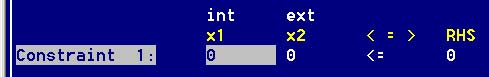 int ext
x1 x2 < = > RHS
Constraint 1: 0 0 <= 0